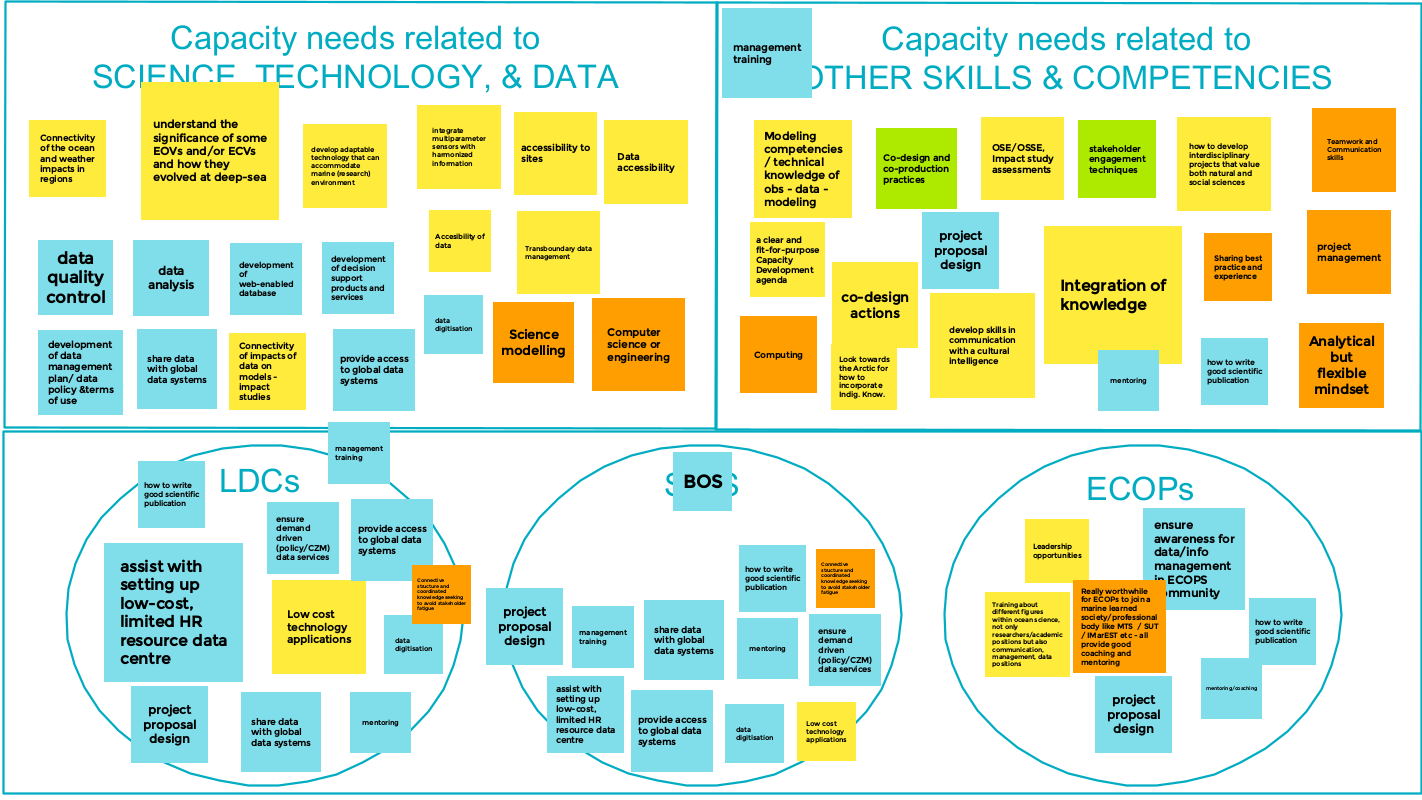 Capacity needs related to
SCIENCE, TECHNOLOGY, & DATA
Connectivity
of the ocean
and weather
impacts in
regions
understand the
significance of some
EOVs and/or ECVs
and how they
evolved at deep-sea
develop adaptable
technology that can
accommodate
marine (research)
environment
integrate
multiparameter
sensors with
harmonized
information
accessibility to
sites
Data
accessibility
Accesibility of
data
Transboundary data
management
data
quality
control
data
analysis
development
of
web-enabled
database
development
of decision
support
products and
services
data
digitisation
Science
modelling
Computer
science or
engineering
development
of data
management
plan/ data
policy &terms
of use
share data
with global
data systems
Connectivity
of impacts of
data on
models -
impact
studies
provide access
to global data
systems
management
training
Capacity needs related to
OTHER SKILLS & COMPETENCIES
Modeling
competencies
/ technical
knowledge of
obs - data -
modeling
Co-design and
co-production
practices
OSE/OSSE,
Impact study
assessments
stakeholder
engagement
techniques
how to develop
interdisciplinary
projects that value
both natural and
social sciences
Teamwork and
Communication
skills
a clear and
fit-for-purpose
Capacity
Development
agenda
project
proposal
design
co-design
actions
Integration of
knowledge
Sharing best
practice and
experience
project
management
Computing
Look towards
the Arctic for
how to
incorporate
Indig. Know.
develop skills in
communication
with a cultural
intelligence
mentoring
how to write
good scientific
publication
Analytical
but
flexible
mindset
LDCs
management
training
how to write
good scientific
publication
ensure
demand
driven
(policy/CZM)
data services
provide access
to global data
systems
assist with
setting up
low-cost,
limited HR
resource data
centre
Low cost
technology
applications
Connective
structure and
coordinated
knowledge seeking
to avoid stakeholder
fatigue
data
digitisation
project
proposal
design
share data
with global
data systems
mentoring
BOS
how to write
good scientific
publication
Connective
structure and
coordinated
knowledge seeking
to avoid stakeholder
fatigue
project
proposal
design
management
training
share data
with global
data systems
mentoring
ensure
demand
driven
(policy/CZM)
data services
assist with
setting up
low-cost,
limited HR
resource data
centre
provide access
to global data
systems
data
digitisation
Low cost
technology
applications
ECOPs
Leadership
opportunities
ensure
awareness for
data/info
management
in ECOPS
community
Training about
different figures
within ocean science,
not only
researchers/academic
positions but also
communication,
management, data
positions
Really worthwhile
for ECOPs to join a
marine learned
society/professional
body like MTS / SUT
/ IMarEST etc - all
provide good
coaching and
mentoring
how to write
good scientific
publication
mentoring/coaching
project
proposal
design